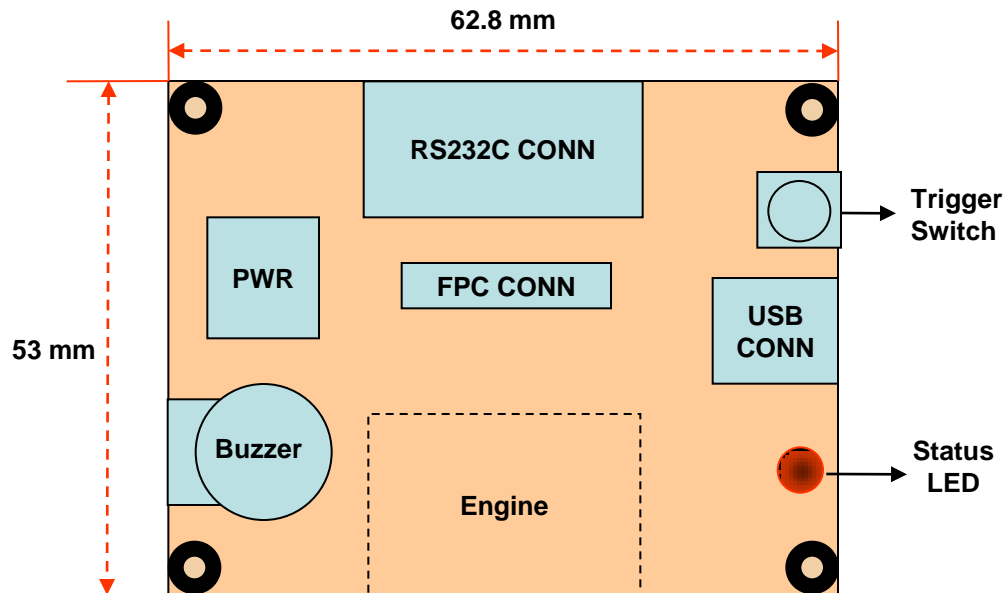 62.8 mm
RS232C CONN
Trigger
Switch
PWR
FPC CONN
USB
CONN
53 mm
Buzzer
Status
LED
Engine